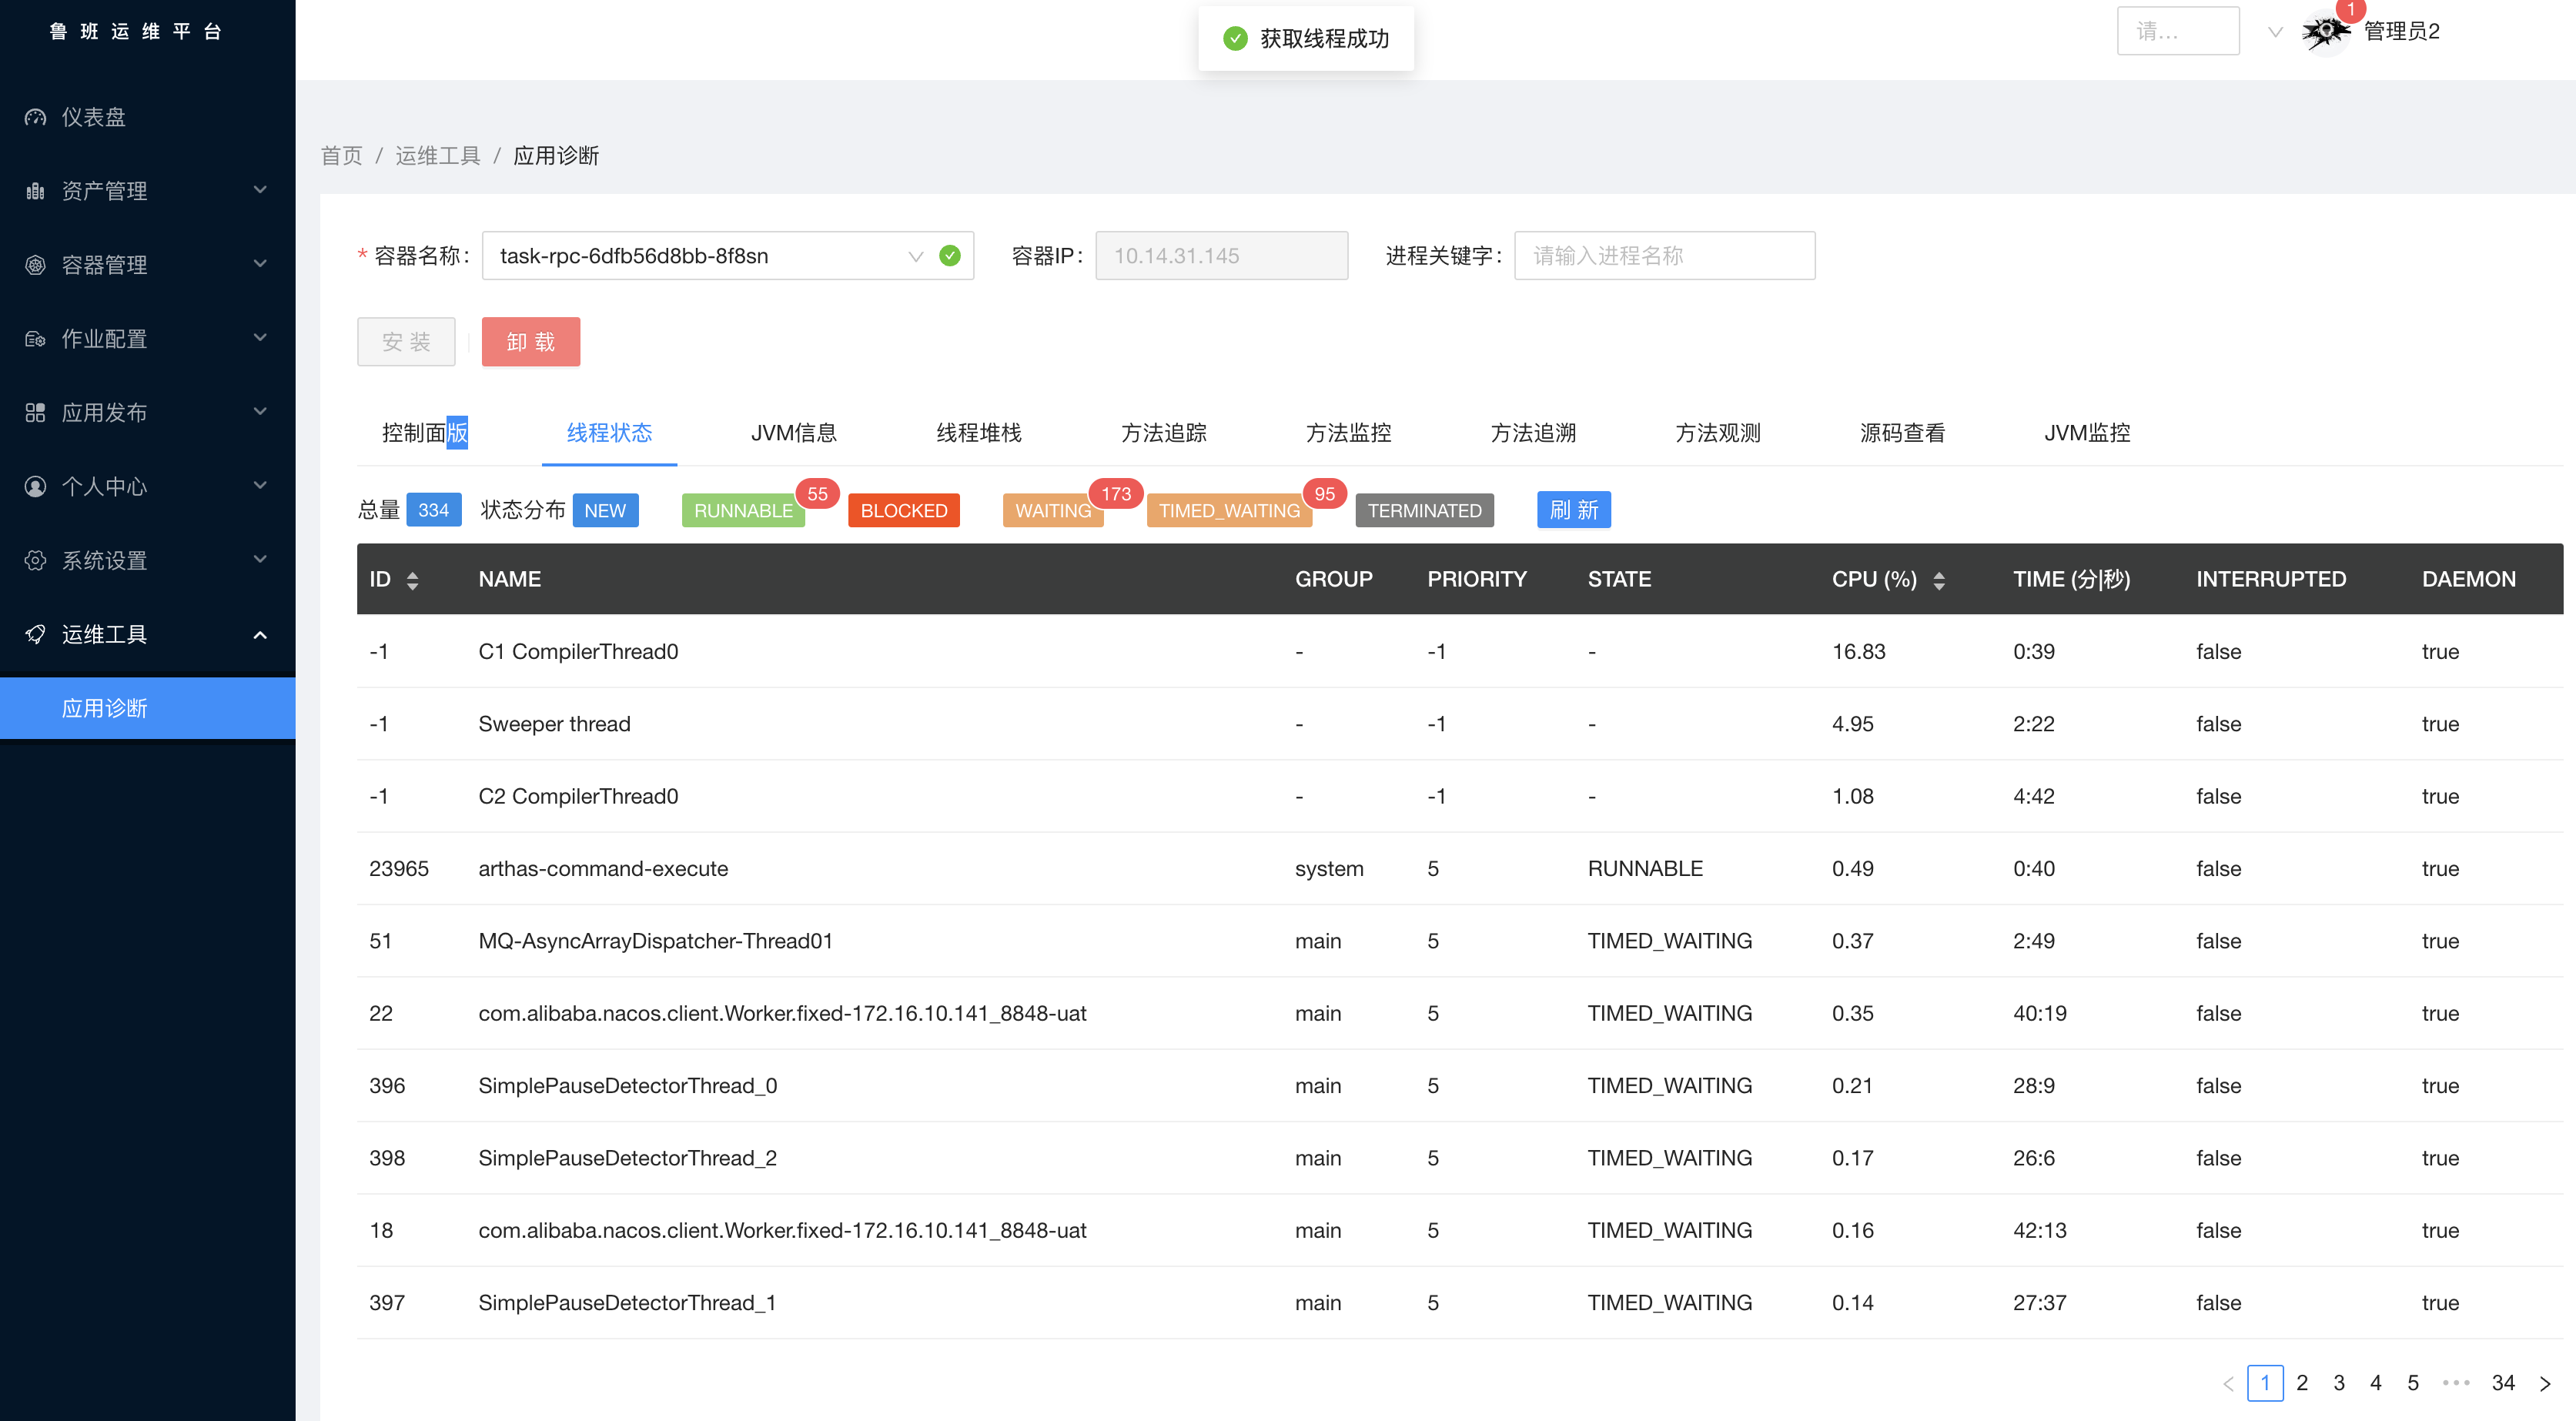 鲁班运维平台
获取线程成功
请...
1
管理员2
仪表盘
资产管理
容器管理
作业配置
应用发布
个人中心
系统设置
运维工具
应用诊断
首页 / 运维工具 / 应用诊断
* 容器名称: task-rpc-6dfb56d8bb-8f8sn 容器IP: 10.14.31.145 进程关键字: 请输入进程名称
安 装 卸 载
控制面版 线程状态 JVM信息 线程堆栈 方法追踪 方法监控 方法追溯 方法观测 源码查看 JVM监控
总量 334 状态分布 NEW RUNNABLE 55 BLOCKED WAITING 173 TIMED_WAITING 95 TERMINATED 刷 新
ID NAME GROUP PRIORITY STATE CPU (%) TIME (分|秒) INTERRUPTED DAEMON
-1 C1 CompilerThread0 - -1 - 16.83 0:39 false true
-1 Sweeper thread - -1 - 4.95 2:22 false true
-1 C2 CompilerThread0 - -1 - 1.08 4:42 false true
23965 arthas-command-execute system 5 RUNNABLE 0.49 0:40 false true
51 MQ-AsyncArrayDispatcher-Thread01 main 5 TIMED_WAITING 0.37 2:49 false true
22 com.alibaba.nacos.client.Worker.fixed-172.16.10.141_8848-uat main 5 TIMED_WAITING 0.35 40:19 false true
396 SimplePauseDetectorThread_0 main 5 TIMED_WAITING 0.21 28:9 false true
398 SimplePauseDetectorThread_2 main 5 TIMED_WAITING 0.17 26:6 false true
18 com.alibaba.nacos.client.Worker.fixed-172.16.10.141_8848-uat main 5 TIMED_WAITING 0.16 42:13 false true
397 SimplePauseDetectorThread_1 main 5 TIMED_WAITING 0.14 27:37 false true
1 2 3 4 5 ••• 34